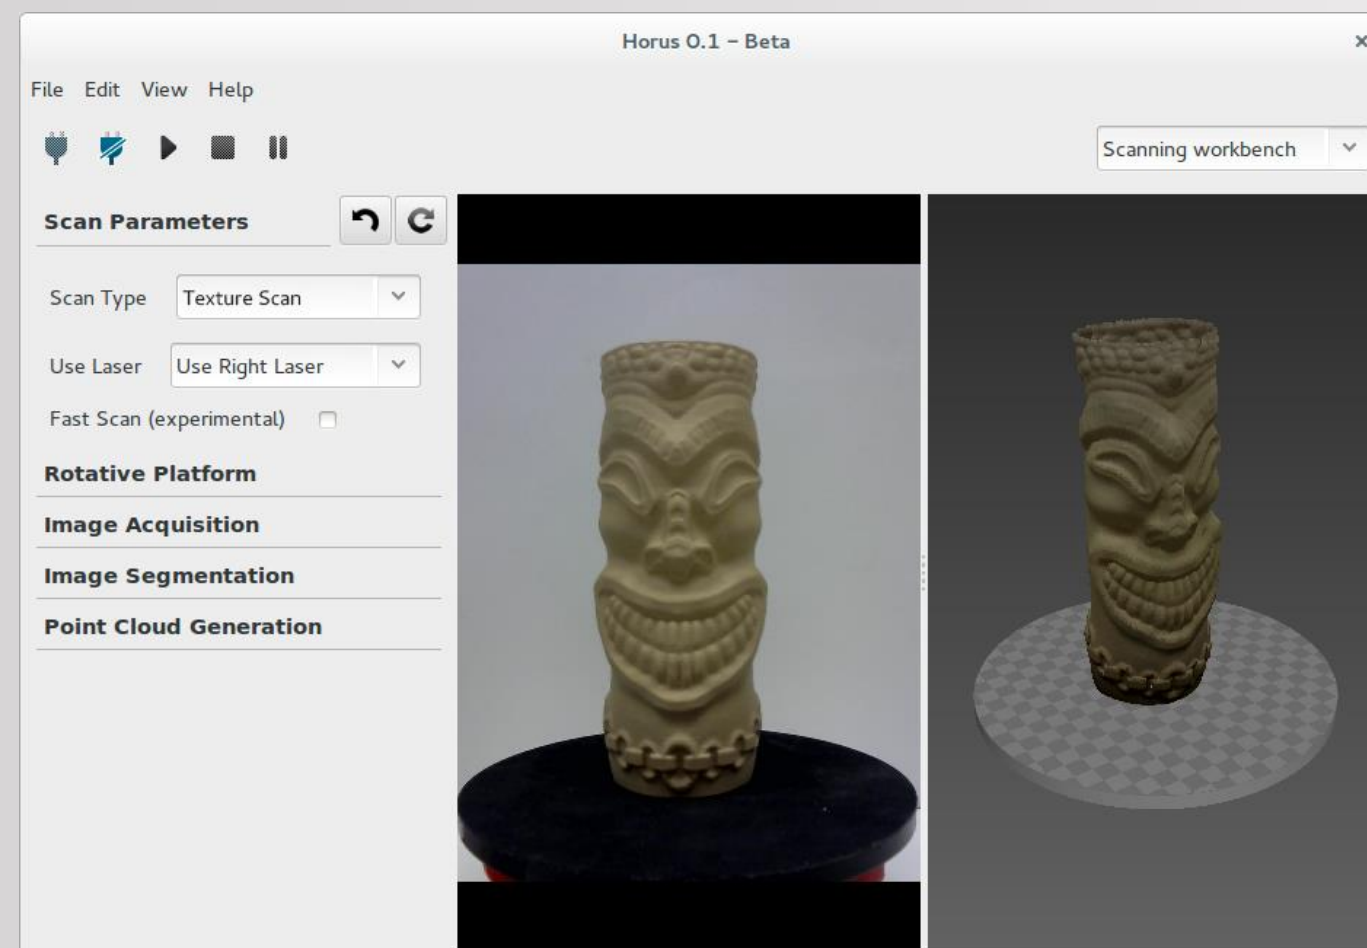 Horus 0.1 – Beta
File Edit View Help
Scanning workbench
Scan Parameters
Scan Type Texture Scan
Use Laser Use Right Laser
Fast Scan (experimental)
Rotative Platform
Image Acquisition
Image Segmentation
Point Cloud Generation